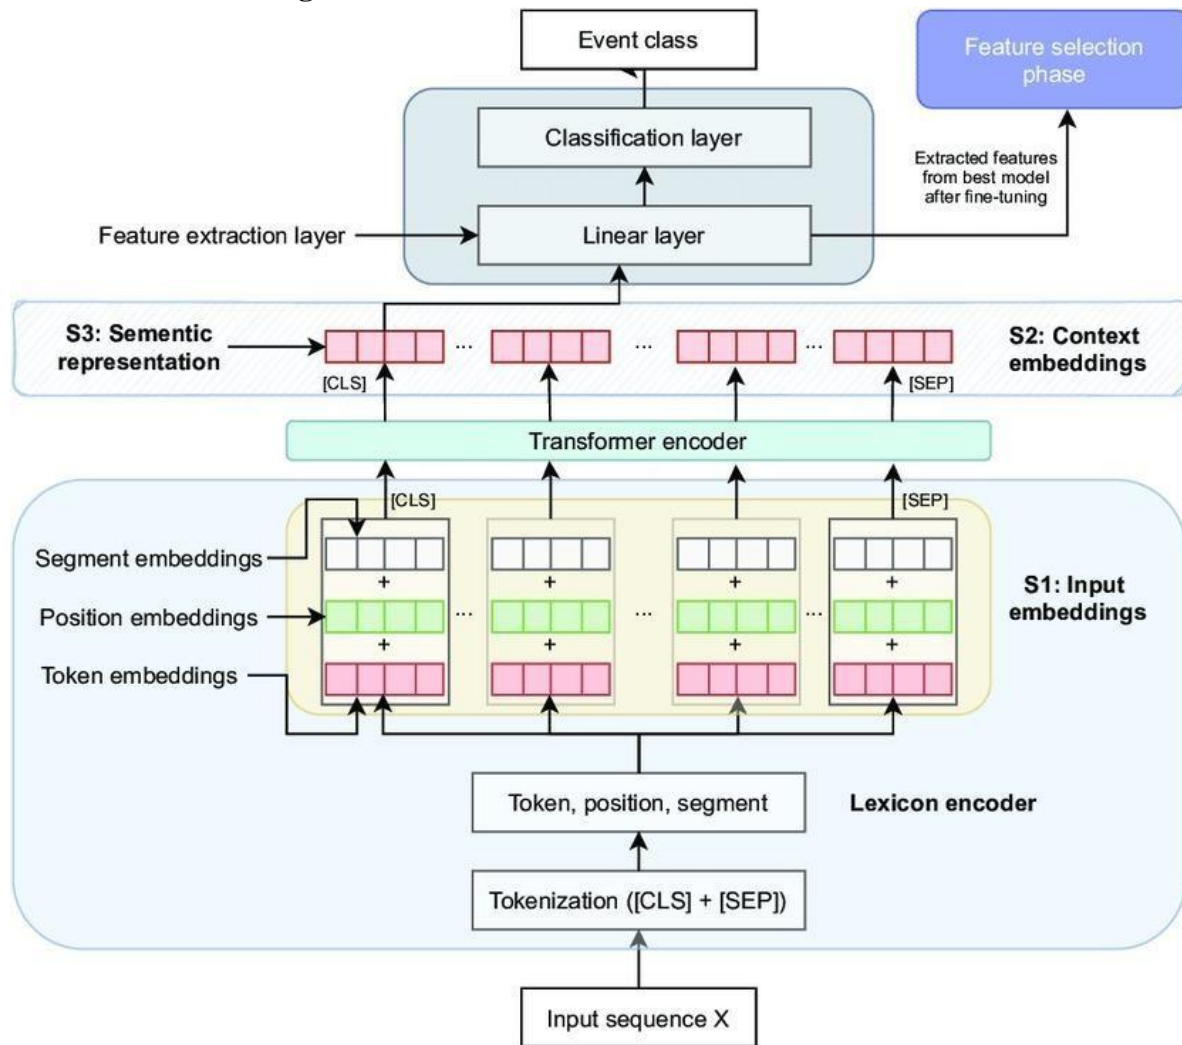 Event class
Feature selection
phase
Classification layer
Extracted features
from best model
after fine-tuning
Feature extraction layer
Linear layer
S3: Sementic
representation
...
...
...
S2: Context
embeddings
[CLS]
[SEP]
Transformer encoder
[CLS]
[SEP]
Segment embeddings
+
+
+
+
S1: Input
embeddings
Position embeddings
...
...
...
+
+
+
+
Token embeddings
Token, position, segment
Lexicon encoder
Tokenization ([CLS] + [SEP])
Input sequence X